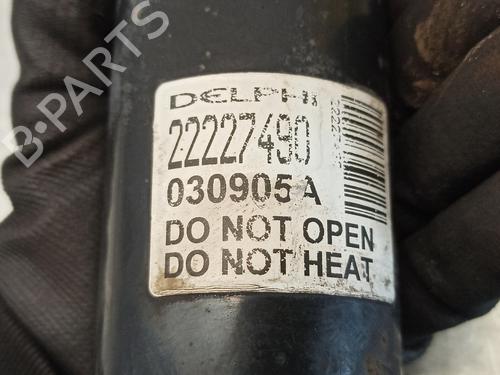 B-PARTS
DELPHI
22227490
030905 A
DO NOT OPEN
DO NOT HEAT